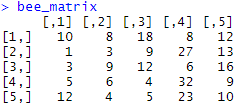 > bee_matrix
     [,1] [,2] [,3] [,4] [,5]
[1,]   10    8   18    8   12
[2,]    1    3    9   27   13
[3,]    3    9   12    6   16
[4,]    5    6    4   32    9
[5,]   12    4    5   23   10